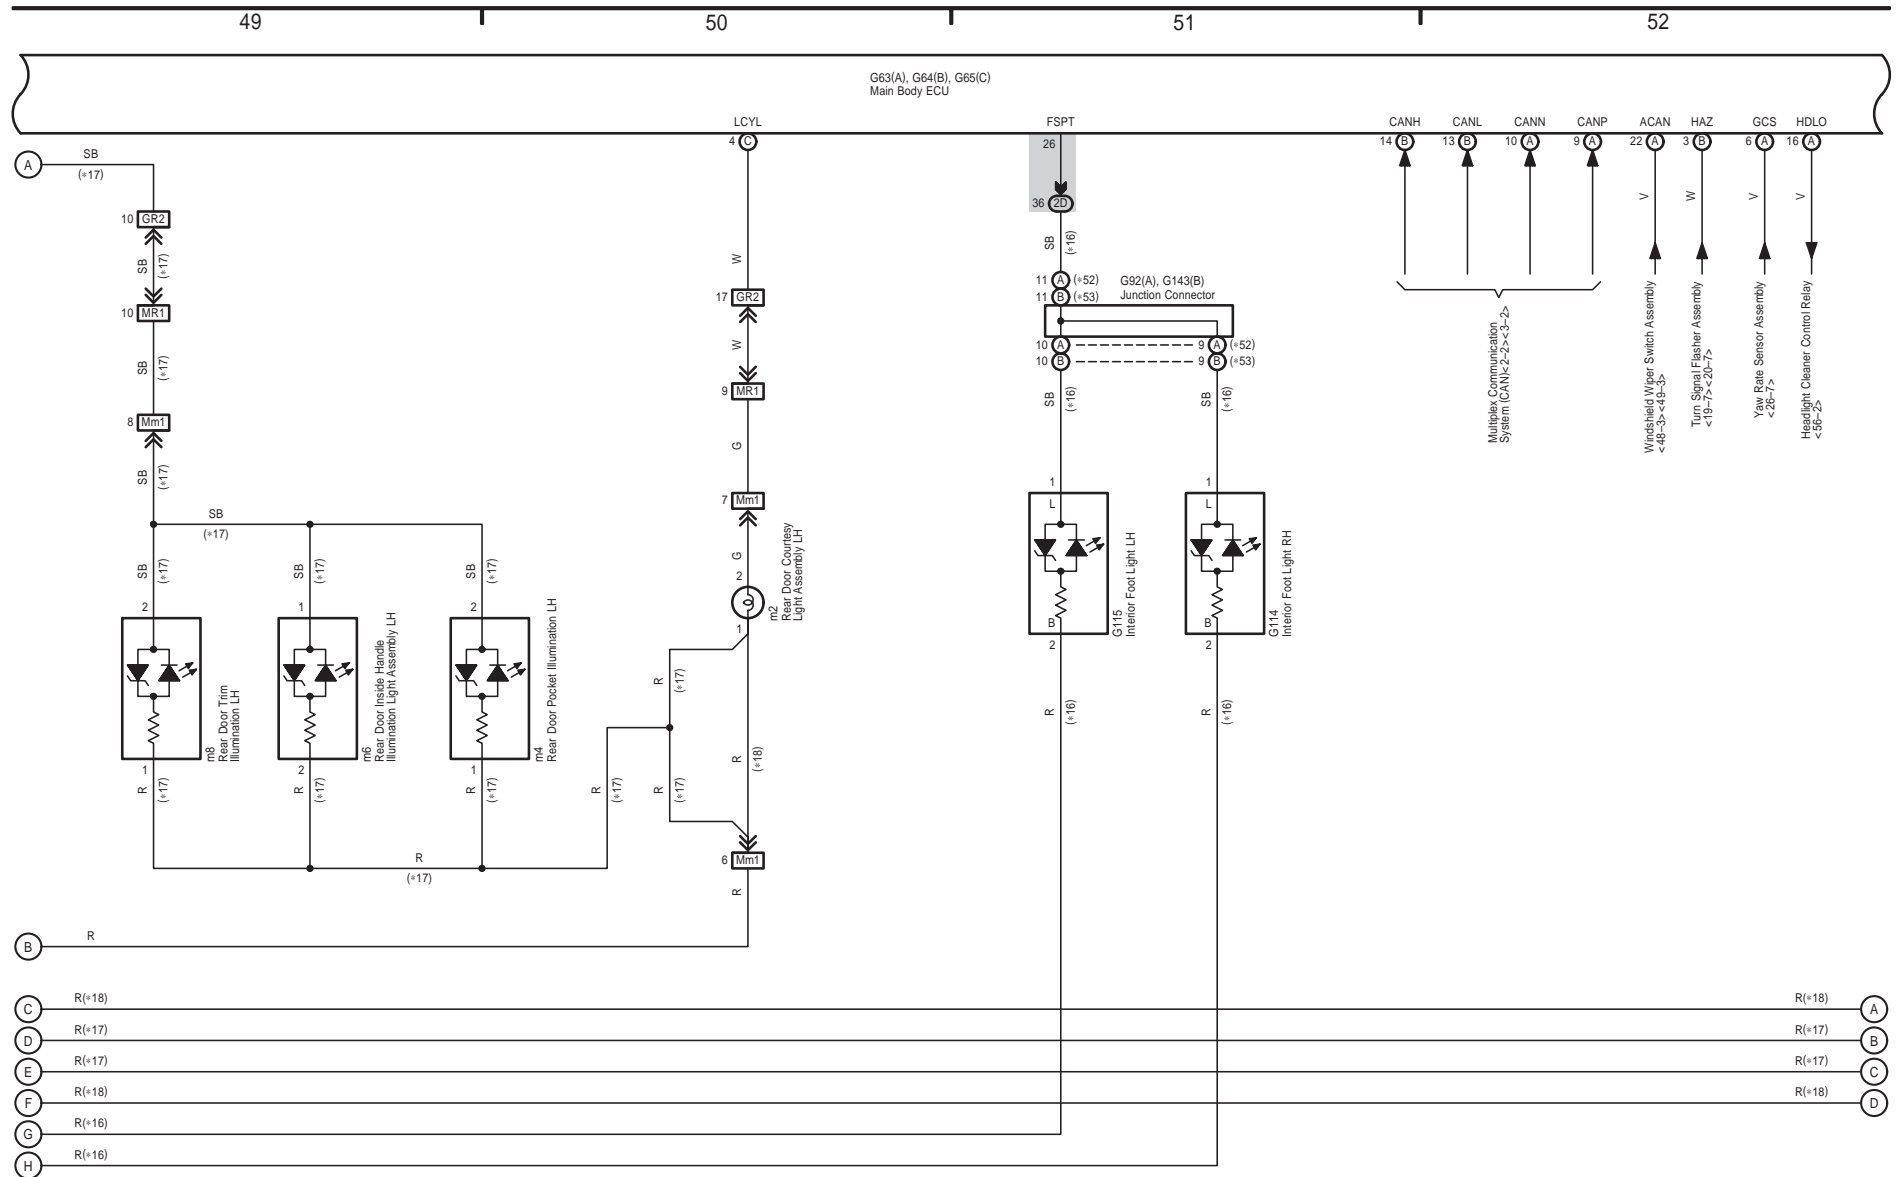 49 50 51 52
G63(A), G64(B), G65(C)
Main Body ECU
LCYL FSPT CANH CANL CANN CANP ACAN HAZ GCS HDLO
4 C 26 14 B 13 B 10 A 9 A 22 A 3 B 6 A 16 A
A SB
(∗17)
36 2D
V W V V
10 GR2
SB (∗17)
W
SB (∗16)
11 A (∗52) G92(A), G143(B)
11 B (∗53) Junction Connector
17 GR2
10 MR1
W
10 A 9 A (∗52)
10 B 9 B (∗53)
SB (∗17)
9 MR1
SB (∗16) SB (∗16)
Multiplex Communication
System (CAN)<2–2><3–2>
Windshield Wiper Switch Assembly
<48–3><49–3>
Turn Signal Flasher Assembly
<19–7><20–7>
Yaw Rate Sensor Assembly
<26–7>
Headlight Cleaner Control Relay
<56–2>
8 Mm1
G
SB (∗17)
7 Mm1
1 1
L L
SB
(∗17)
G
SB (∗17) SB (∗17) SB (∗17)
2
m2
Rear Door Courtesy
Light Assembly LH
1
2 1 2
B B
G115
Interior Foot Light LH
G114
Interior Foot Light RH
2 2
m8
Rear Door Trim
Illumination LH
m6
Rear Door Inside Handle
Illumination Light Assembly LH
m4
Rear Door Pocket Illumination LH
R (∗17)
R (∗16) R (∗16)
R (∗18)
1 2 1
R (∗17) R (∗17) R (∗17) R (∗17) R (∗17)
R
(∗17)
6 Mm1
R
B R
C R(∗18) R(∗18) A
D R(∗17) R(∗17) B
E R(∗17) R(∗17) C
F R(∗18) R(∗18) D
G R(∗16)
H R(∗16)